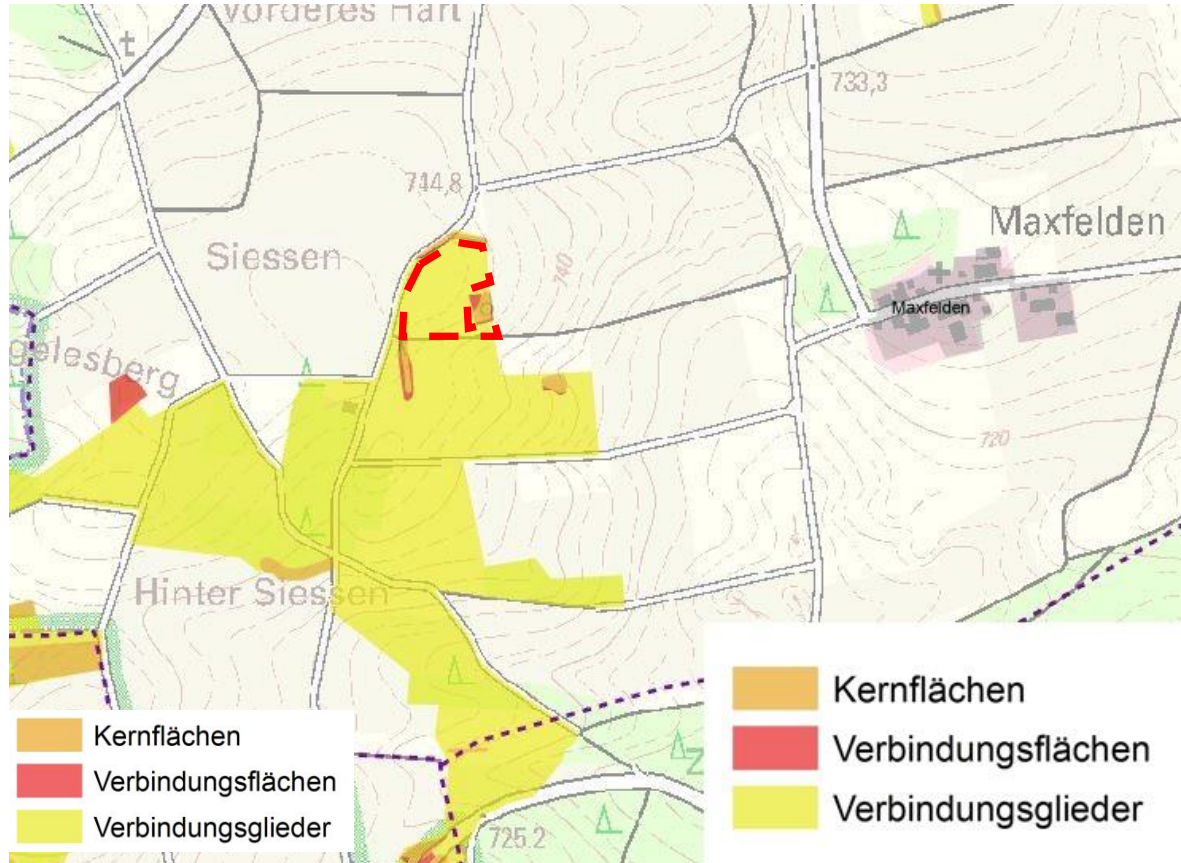 Vorderes Hart
t
733,3
744,8
Maxfelden
Siessen
740
Maxfelden
gelesberg
720
Hinter Siessen
Kernflächen
Verbindungsflächen
Verbindungsglieder
Z
725.2
Kernflächen
Verbindungsflächen
Verbindungsglieder